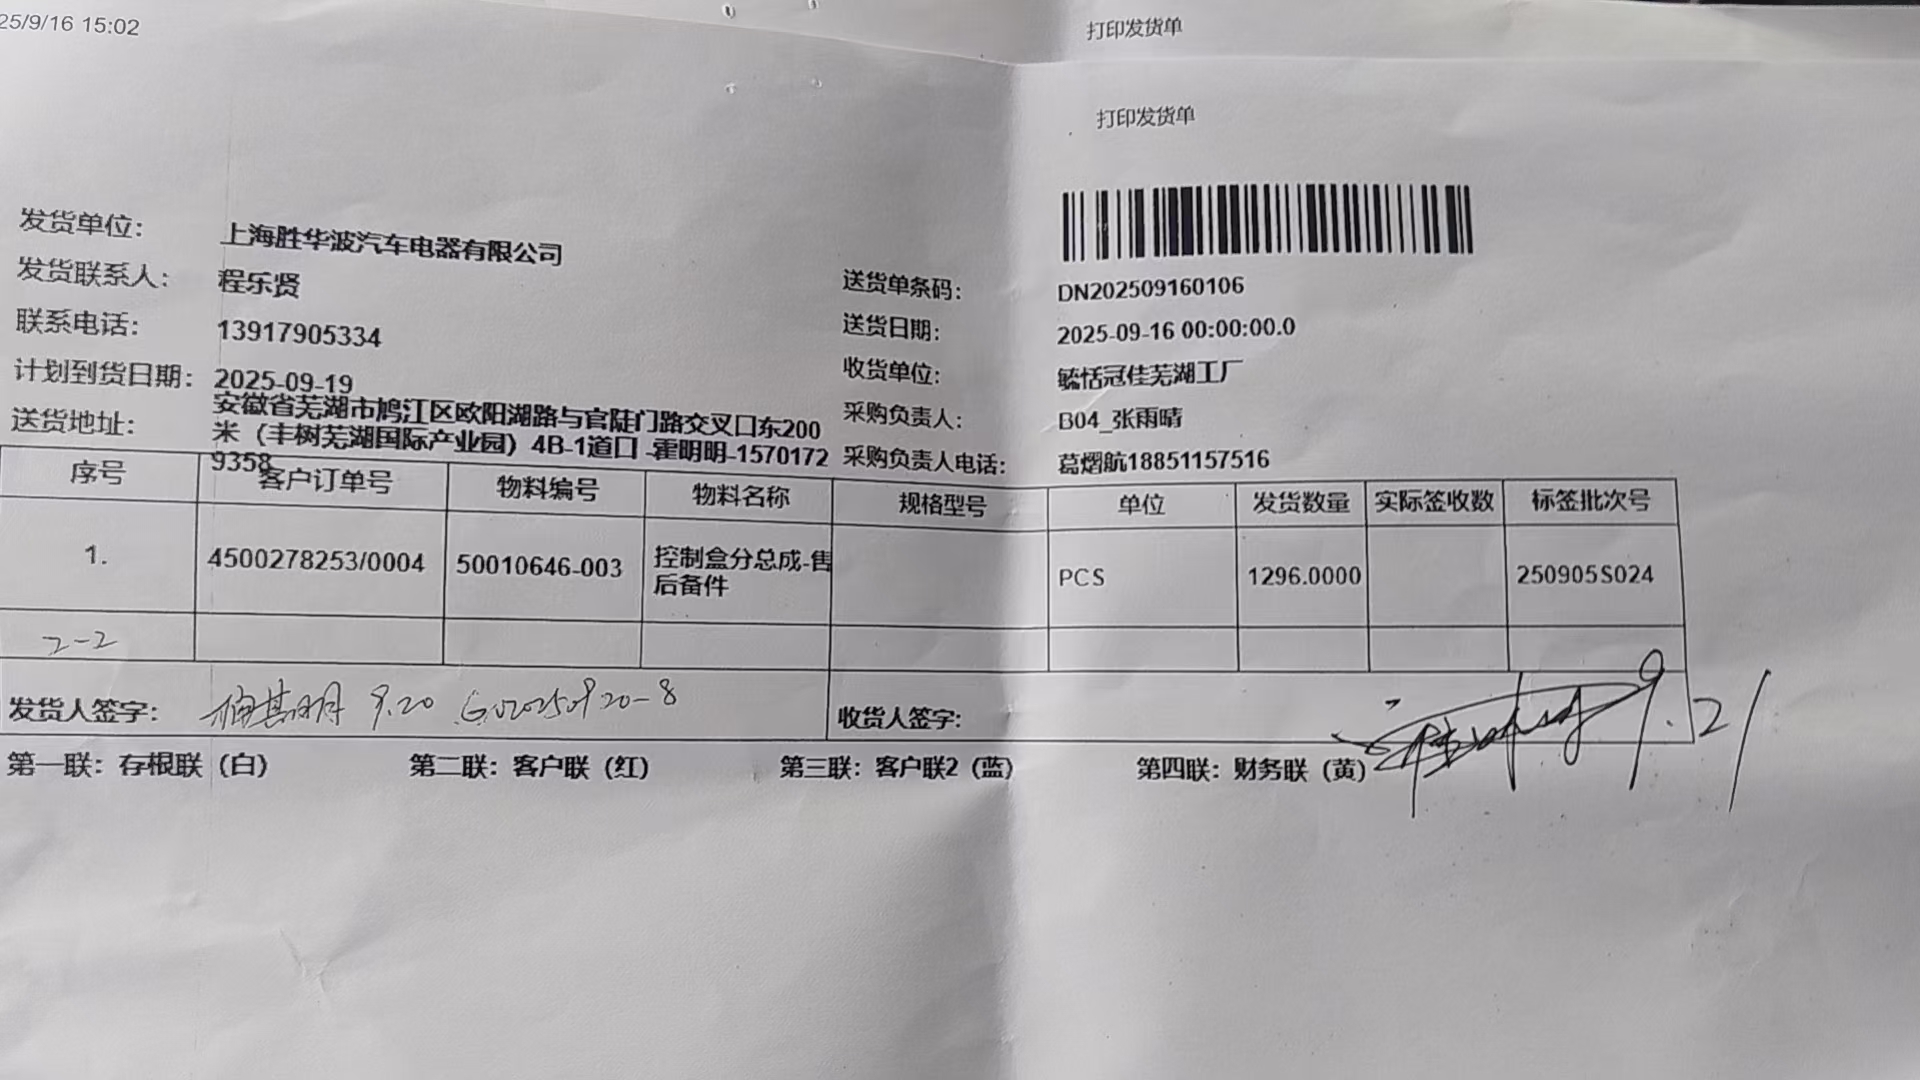 25/9/16 15:02
打印发货单
打印发货单
发货单位： 上海胜华波汽车电器有限公司
发货联系人： 程乐贤
联系电话： 13917905334
计划到货日期： 2025-09-19
送货地址： 安徽省芜湖市鸠江区欧阳湖路与官陡门路交叉口东200
米（丰树芜湖国际产业园）4B-1道口 -霍明明-1570172
9358
送货单条码： DN202509160106
送货日期： 2025-09-16 00:00:00.0
收货单位： 毓恬冠佳芜湖工厂
采购负责人： B04_张雨晴
采购负责人电话： 葛熠航18851157516
序号 客户订单号 物料编号 物料名称 规格型号 单位 发货数量 实际签收数 标签批次号
1. 4500278253/0004 50010646-003 控制盒分总成-售 PCS 1296.0000 250905S024
后备件
2-2
发货人签字： 9.20 GU20250920-8 收货人签字： 9.21
第一联：存根联（白） 第二联：客户联（红） 第三联：客户联2（蓝） 第四联：财务联（黄）